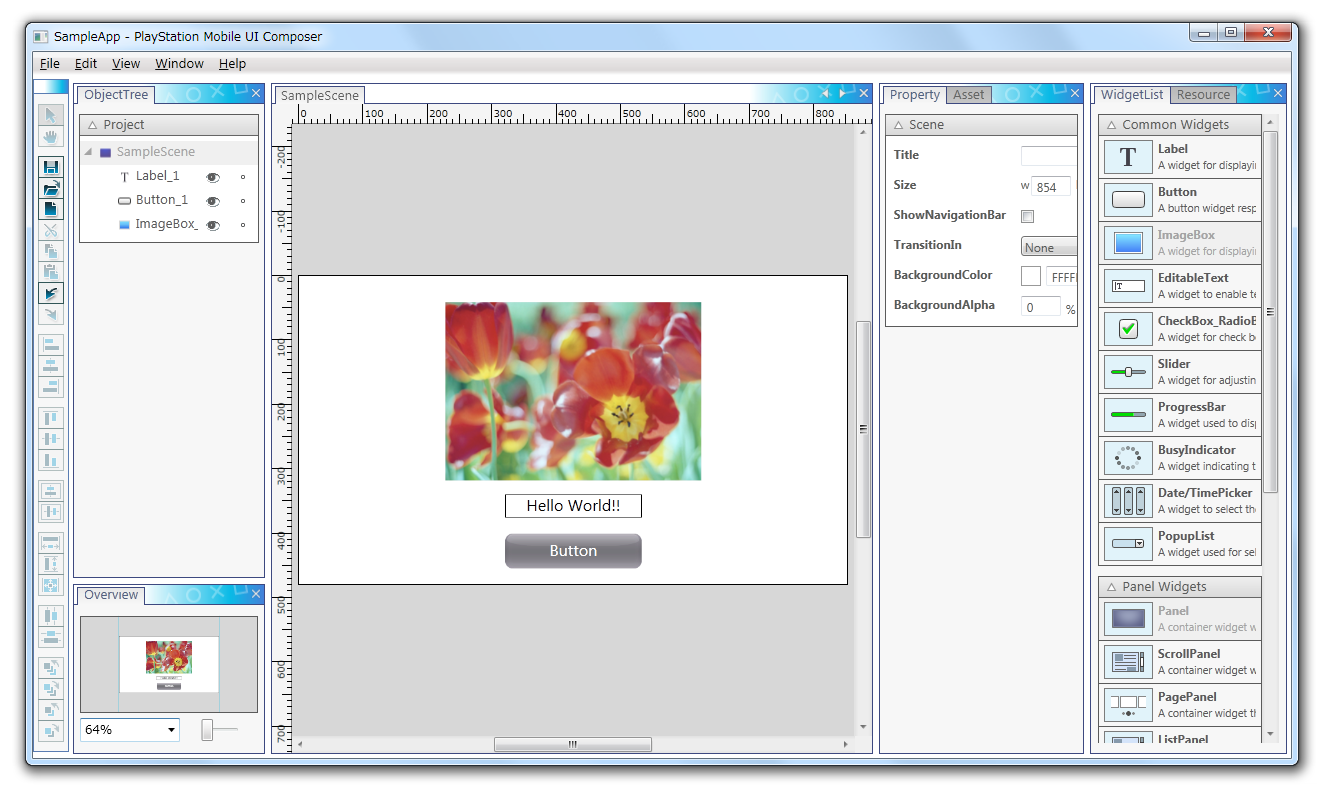 SampleApp - PlayStation Mobile UI Composer
File Edit View Window Help
ObjectTree
Project
SampleScene
Label_1
Button_1
ImageBox_
Overview
64%
SampleScene
0 100 200 300 400 500 600 700 800
-200
-100
0
100
200
300
400
500
600
700
Hello World!!
Button
Property Asset
Scene
Title
Size W 854
ShowNavigationBar
TransitionIn None
BackgroundColor FFFF
BackgroundAlpha 0 %
WidgetList Resource
Common Widgets
Label
A widget for displayin
Button
A button widget resp
ImageBox
A widget for displayin
EditableText
A widget to enable te
CheckBox_RadioB
A widget for check bo
Slider
A widget for adjustin
ProgressBar
A widget used to disp
BusyIndicator
A widget indicating t
Date/TimePicker
A widget to select the
PopupList
A widget used for sel
Panel Widgets
Panel
A container widget w
ScrollPanel
A container widget w
PagePanel
A container widget th
ListPanel